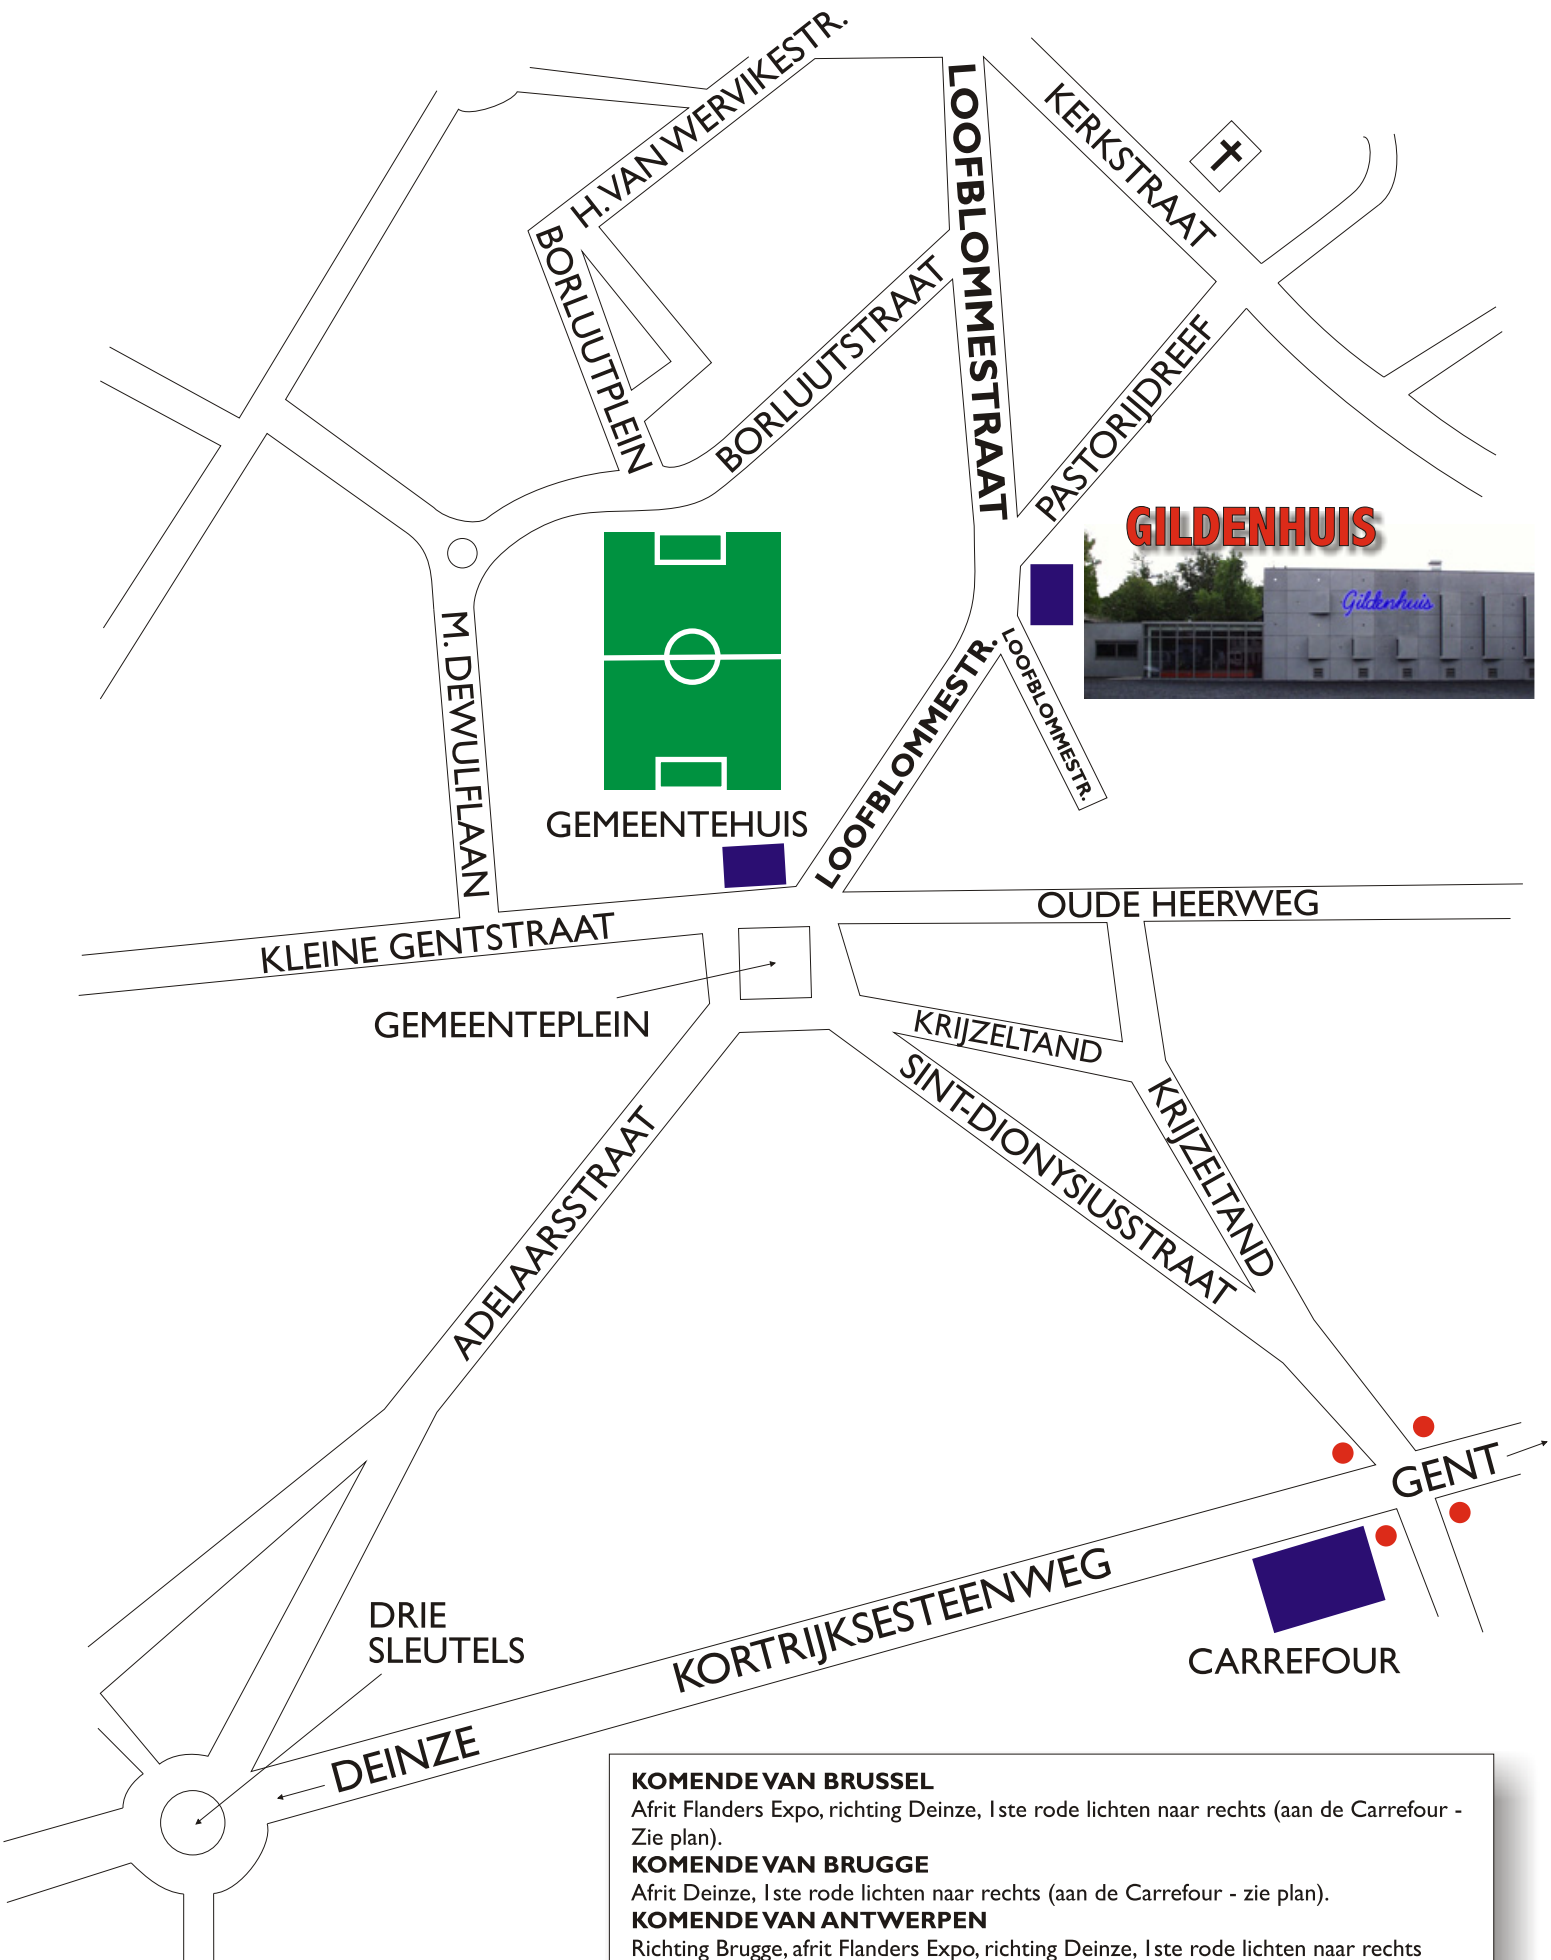 H. VAN WERVIKESTR.
LOOFBLOMMESTRAAT
KERKSTRAAT
BORLUUTPLEIN
BORLUUTSTRAAT
PASTORIJDREEF
GILDENHUIS
Gildenhuis
M. DEWULFLAAN
LOOFBLOMMESTR.
LOOFBLOMMESTR.
GEMEENTEHUIS
OUDE HEERWEG
KLEINE GENTSTRAAT
GEMEENTEPLEIN
KRIJZELTAND
SINT-DIONYSIUSSTRAAT
KRIJZELTAND
ADELAARSSTRAAT
GENT
KORTRIJKSESTEENWEG
DRIE
SLEUTELS
CARREFOUR
DEINZE
KOMENDE VAN BRUSSEL
Afrit Flanders Expo, richting Deinze, 1ste rode lichten naar rechts (aan de Carrefour -
Zie plan).
KOMENDE VAN BRUGGE
Afrit Deinze, 1ste rode lichten naar rechts (aan de Carrefour - zie plan).
KOMENDE VAN ANTWERPEN
Richting Brugge, afrit Flanders Expo, richting Deinze, 1ste rode lichten naar rechts